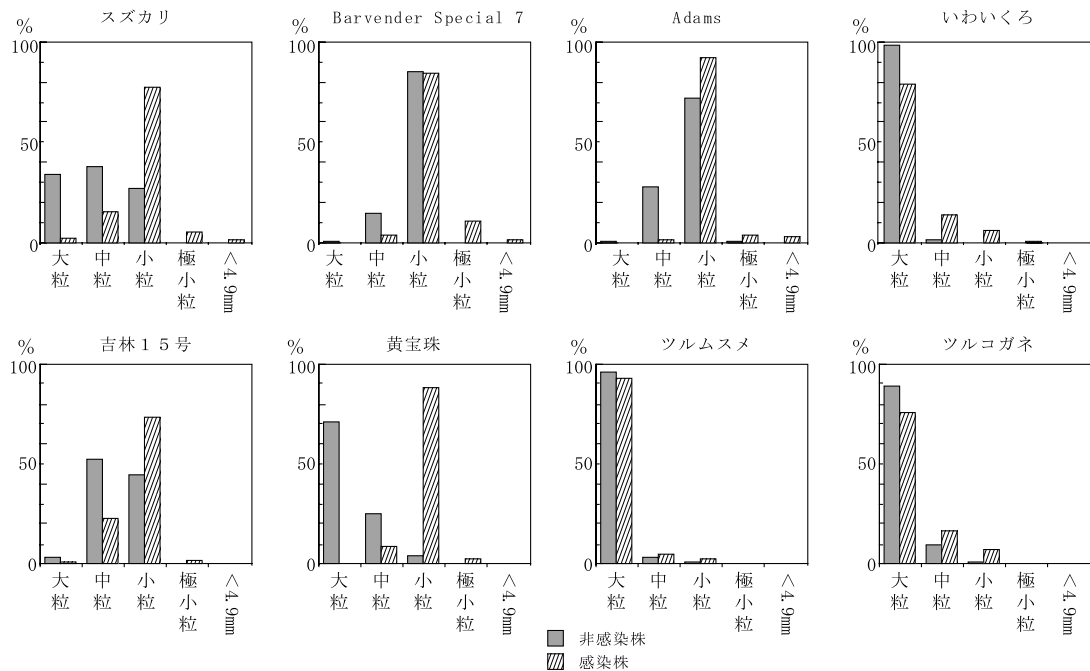 スズカリ
%
100
50
0
大粒
中粒
小粒
極小粒
<4.9mm
Barvender Special 7
%
100
50
0
大粒
中粒
小粒
極小粒
<4.9mm
Adams
%
100
50
0
大粒
中粒
小粒
極小粒
<4.9mm
いわいくろ
%
100
50
0
大粒
中粒
小粒
極小粒
<4.9mm
吉林15号
%
100
50
0
大粒
中粒
小粒
極小粒
<4.9mm
黄宝珠
%
100
50
0
大粒
中粒
小粒
極小粒
<4.9mm
ツルムスメ
%
100
50
0
大粒
中粒
小粒
極小粒
<4.9mm
ツルコガネ
%
100
50
0
大粒
中粒
小粒
極小粒
<4.9mm
非感染株
感染株